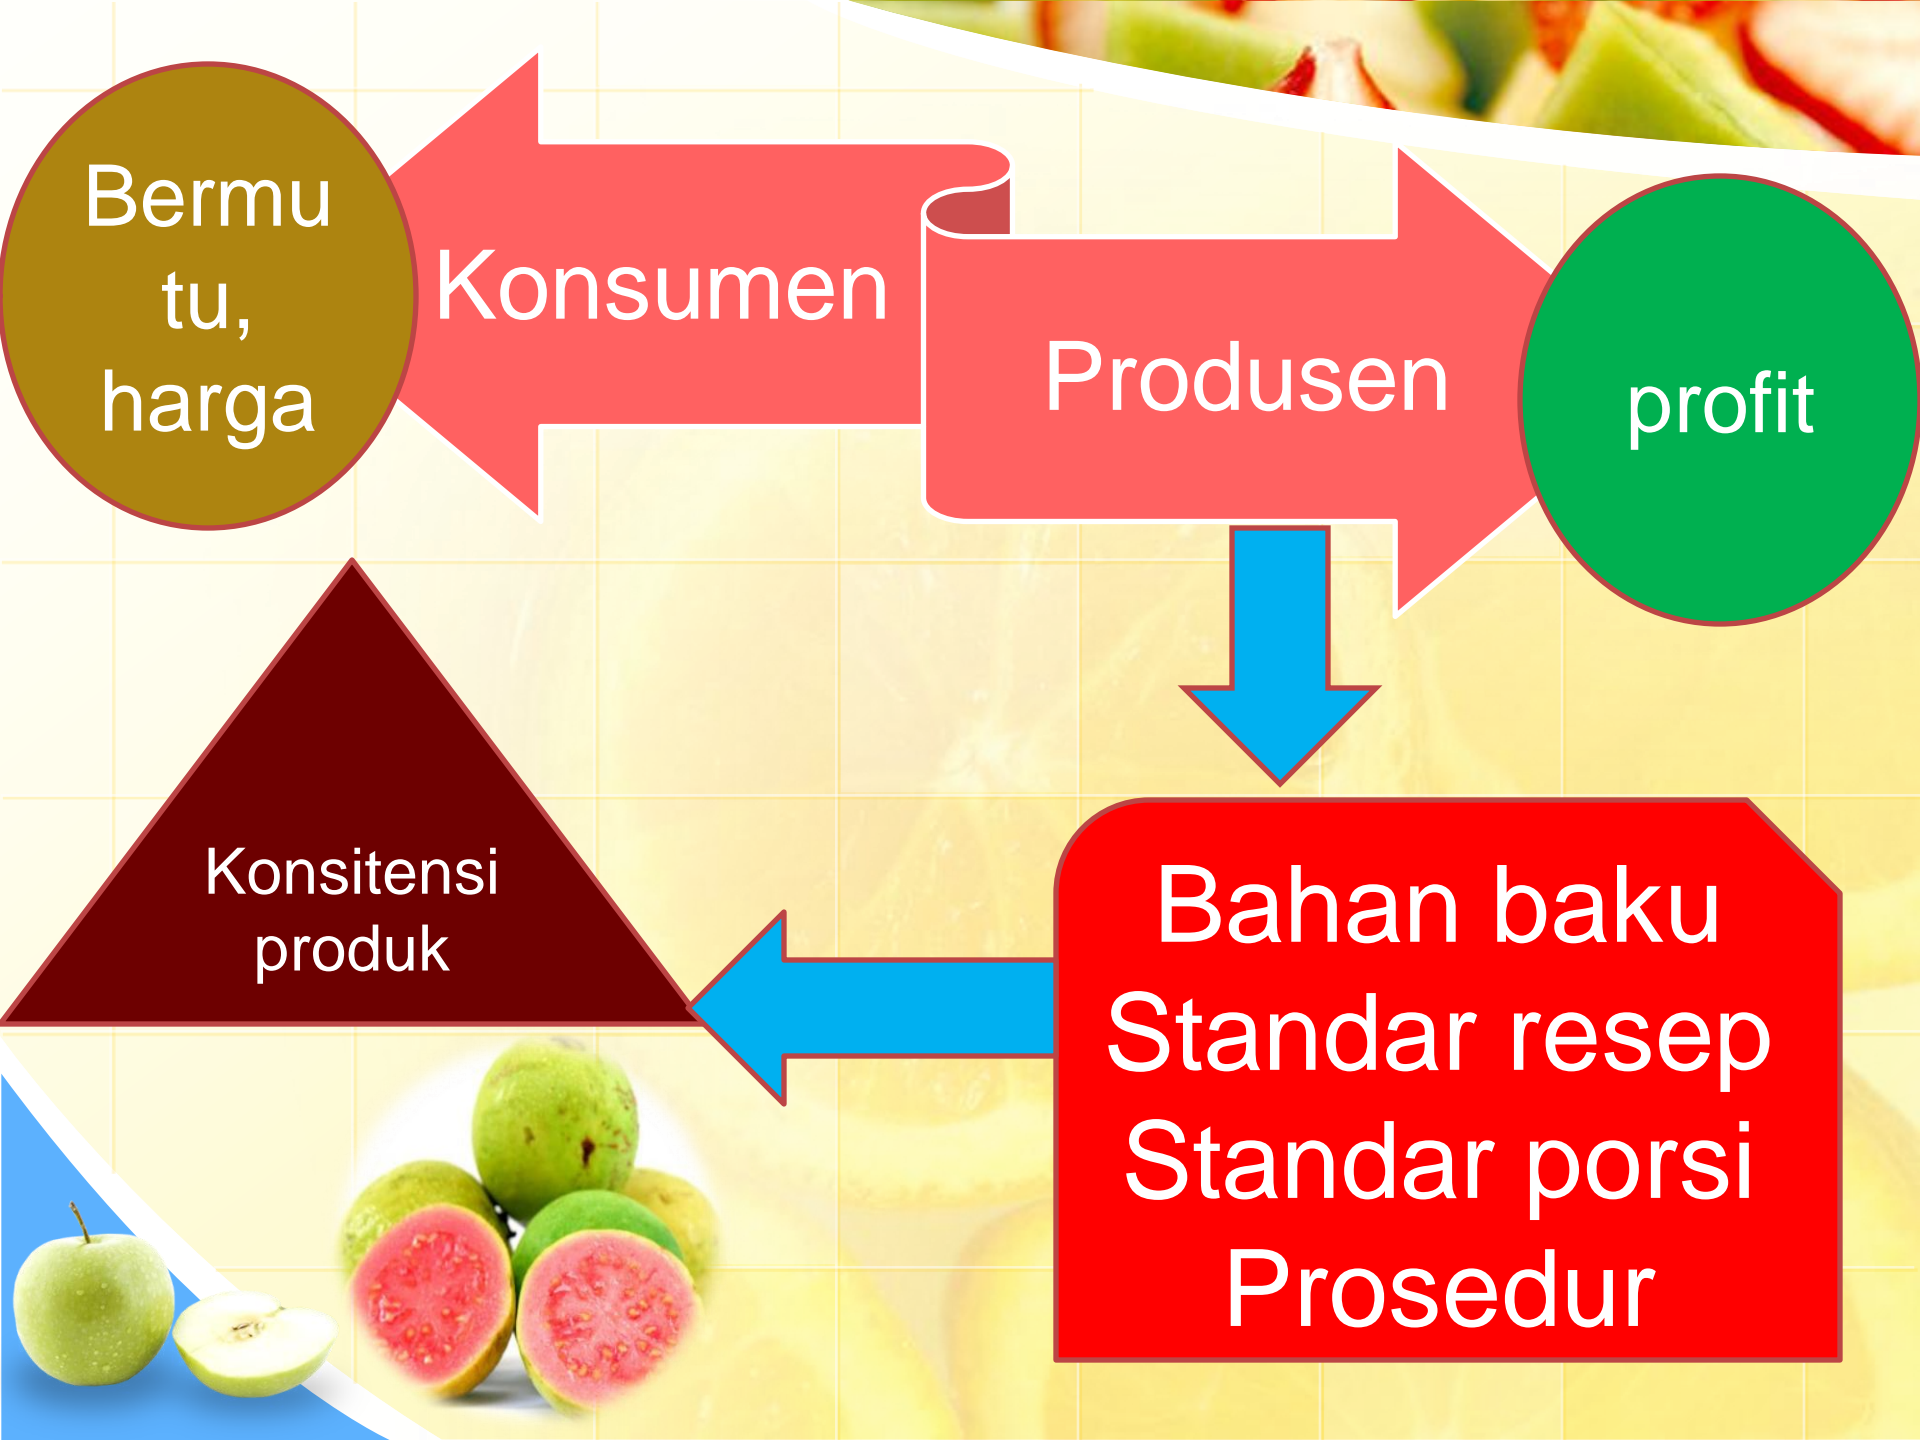 Bermu
tu,
harga
Konsumen
Produsen
profit
Konsitensi
produk
Bahan baku
Standar resep
Standar porsi
Prosedur